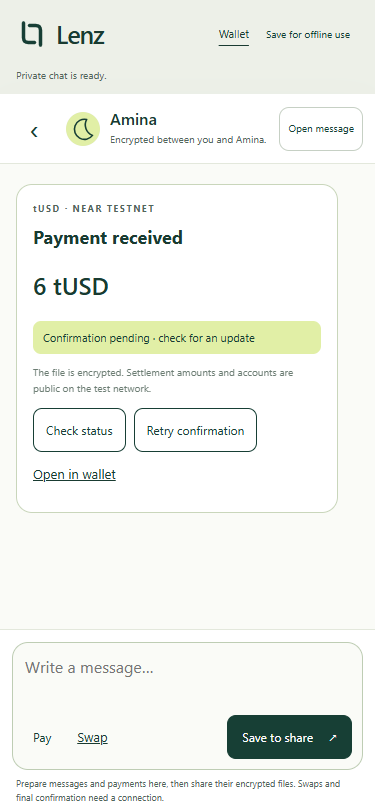 Lenz
Wallet
Save for offline use
Private chat is ready.
Amina
Encrypted between you and Amina.
Open message
tUSD · NEAR TESTNET
Payment received
6 tUSD
Confirmation pending · check for an update
The file is encrypted. Settlement amounts and accounts are
public on the test network.
Check status
Retry confirmation
Open in wallet
Write a message...
Pay
Swap
Save to share ↗
Prepare messages and payments here, then share their encrypted files. Swaps and
final confirmation need a connection.